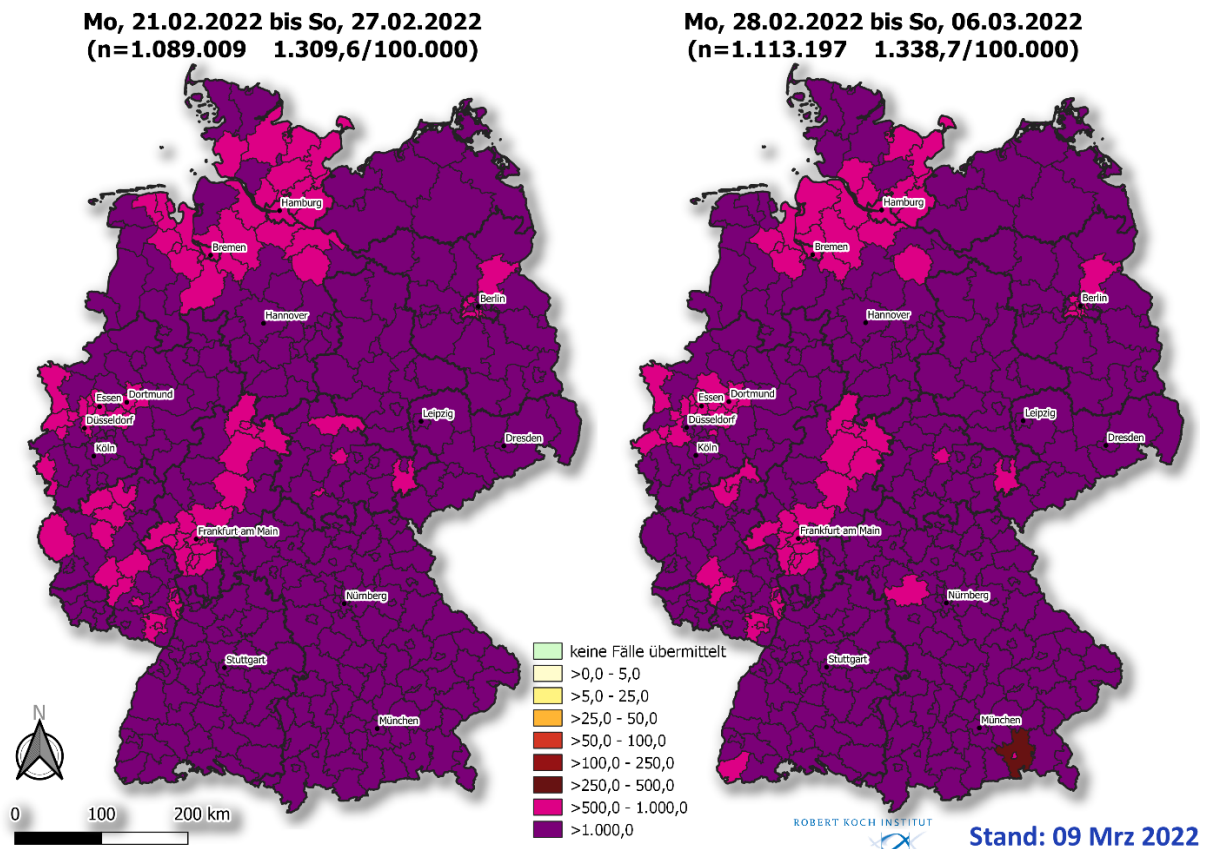 Mo, 21.02.2022 bis So, 27.02.2022
(n=1.089.009 1.309,6/100.000)
Mo, 28.02.2022 bis So, 06.03.2022
(n=1.113.197 1.338,7/100.000)
Hamburg
Bremen
Berlin
Hannover
Essen
Dortmund
Düsseldorf
Leipzig
Köln
Dresden
Frankfurt am Main
Nürnberg
Stuttgart
München
Hamburg
Bremen
Berlin
Hannover
Essen
Dortmund
Düsseldorf
Leipzig
Köln
Dresden
Frankfurt am Main
Nürnberg
Stuttgart
München
keine Fälle übermittelt
>0,0 - 5,0
>5,0 - 25,0
>25,0 - 50,0
>50,0 - 100,0
>100,0 - 250,0
>250,0 - 500,0
>500,0 - 1.000,0
>1.000,0
N
0 100 200 km
ROBERT KOCH INSTITUT
Stand: 09 Mrz 2022